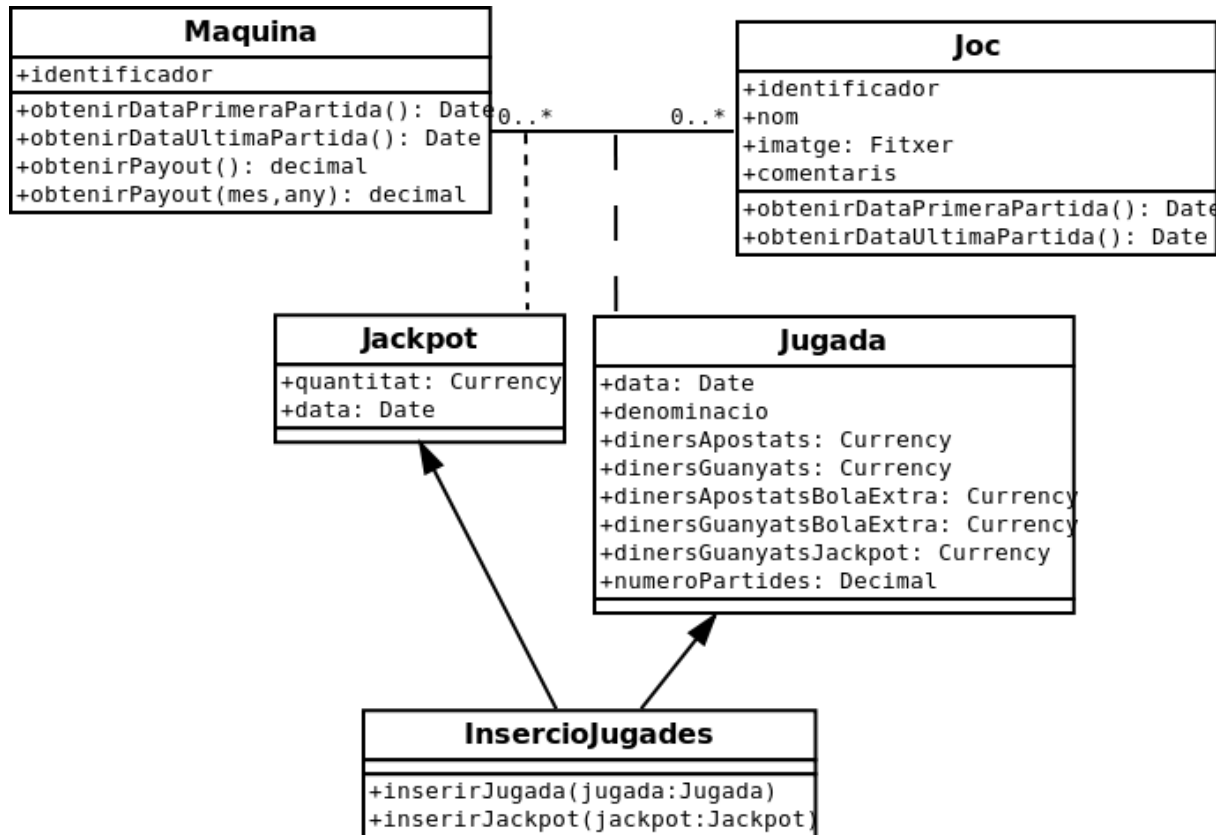 Maquina
+identificador
+obtenirDataPrimeraPartida(): Date
+obtenirDataUltimaPartida(): Date
+obtenirPayout(): decimal
+obtenirPayout(mes,any): decimal
0..*
0..*
Joc
+identificador
+nom
+imatge: Fitxer
+comentaris
+obtenirDataPrimeraPartida(): Date
+obtenirDataUltimaPartida(): Date
Jackpot
+quantitat: Currency
+data: Date
Jugada
+data: Date
+denominacio
+dinersApostats: Currency
+dinersGuanyats: Currency
+dinersApostatsBolaExtra: Currency
+dinersGuanyatsBolaExtra: Currency
+dinersGuanyatsJackpot: Currency
+numeroPartides: Decimal
InsercioJugades
+inserirJugada(jugada:Jugada)
+inserirJackpot(jackpot:Jackpot)